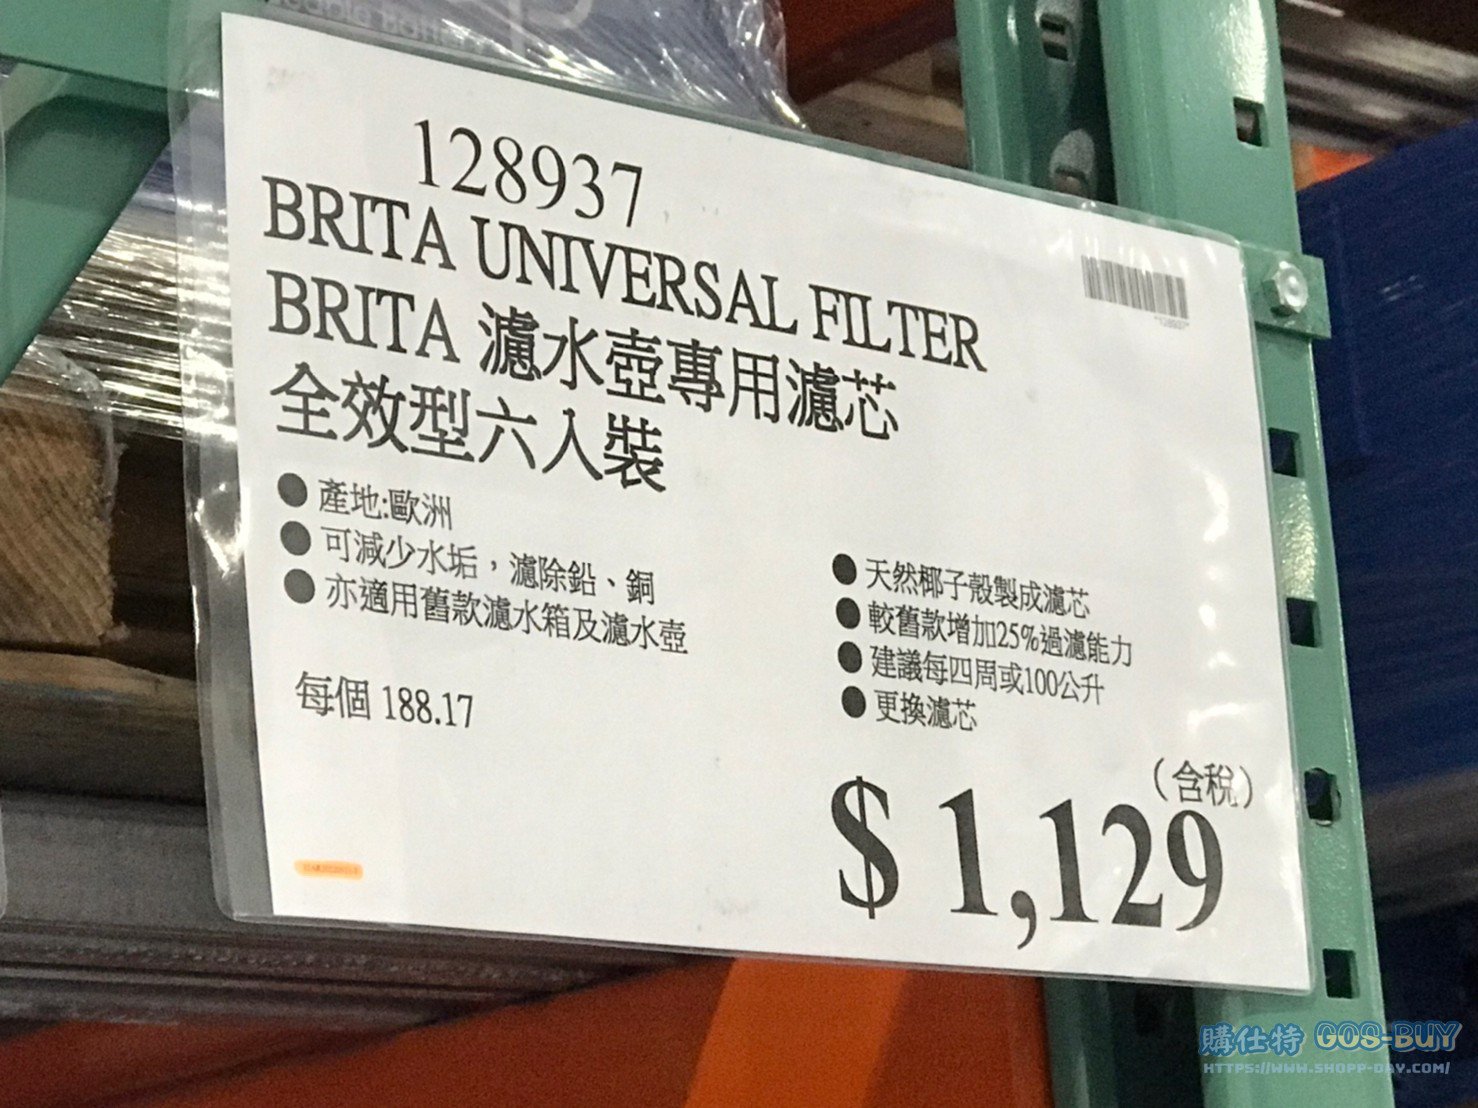 128937
BRITA UNIVERSAL FILTER
BRITA 濾水壺專用濾芯
全效型六入裝
●產地:歐洲
●可減少水垢，濾除鉛、銅
●亦適用舊款濾水箱及濾水壺
每個 188.17
●天然椰子殼製成濾芯
●較舊款增加25%過濾能力
●建議每四周或100公升
●更換濾芯
(含稅)
$ 1,129
購仕特 GOS-BUY
HTTPS://WWW.SHOPP-DAY.COM/